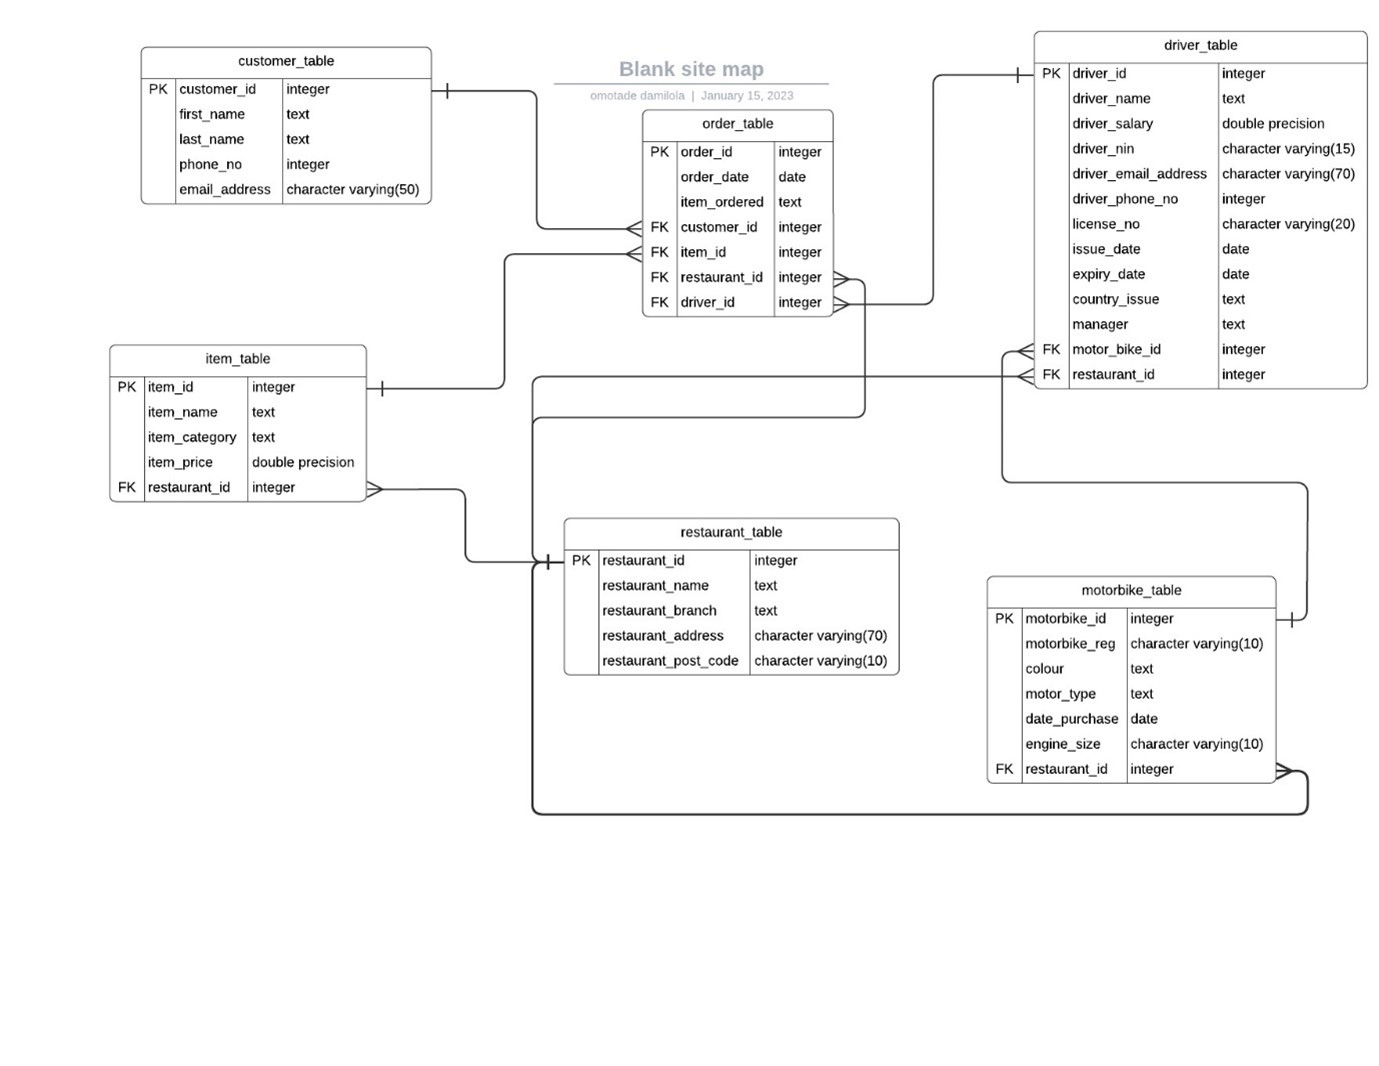 Blank site map
omotade damilola | January 15, 2023
customer_table
PK customer_id integer
first_name text
last_name text
phone_no integer
email_address character varying(50)
order_table
PK order_id integer
order_date date
item_ordered text
FK customer_id integer
FK item_id integer
FK restaurant_id integer
FK driver_id integer
driver_table
PK driver_id integer
driver_name text
driver_salary double precision
driver_nin character varying(15)
driver_email_address character varying(70)
driver_phone_no integer
license_no character varying(20)
issue_date date
expiry_date date
country_issue text
manager text
FK motor_bike_id integer
FK restaurant_id integer
item_table
PK item_id integer
item_name text
item_category text
item_price double precision
FK restaurant_id integer
restaurant_table
PK restaurant_id integer
restaurant_name text
restaurant_branch text
restaurant_address character varying(70)
restaurant_post_code character varying(10)
motorbike_table
PK motorbike_id integer
motorbike_reg character varying(10)
colour text
motor_type text
date_purchase date
engine_size character varying(10)
FK restaurant_id integer